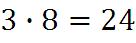 3 · 8 = 24